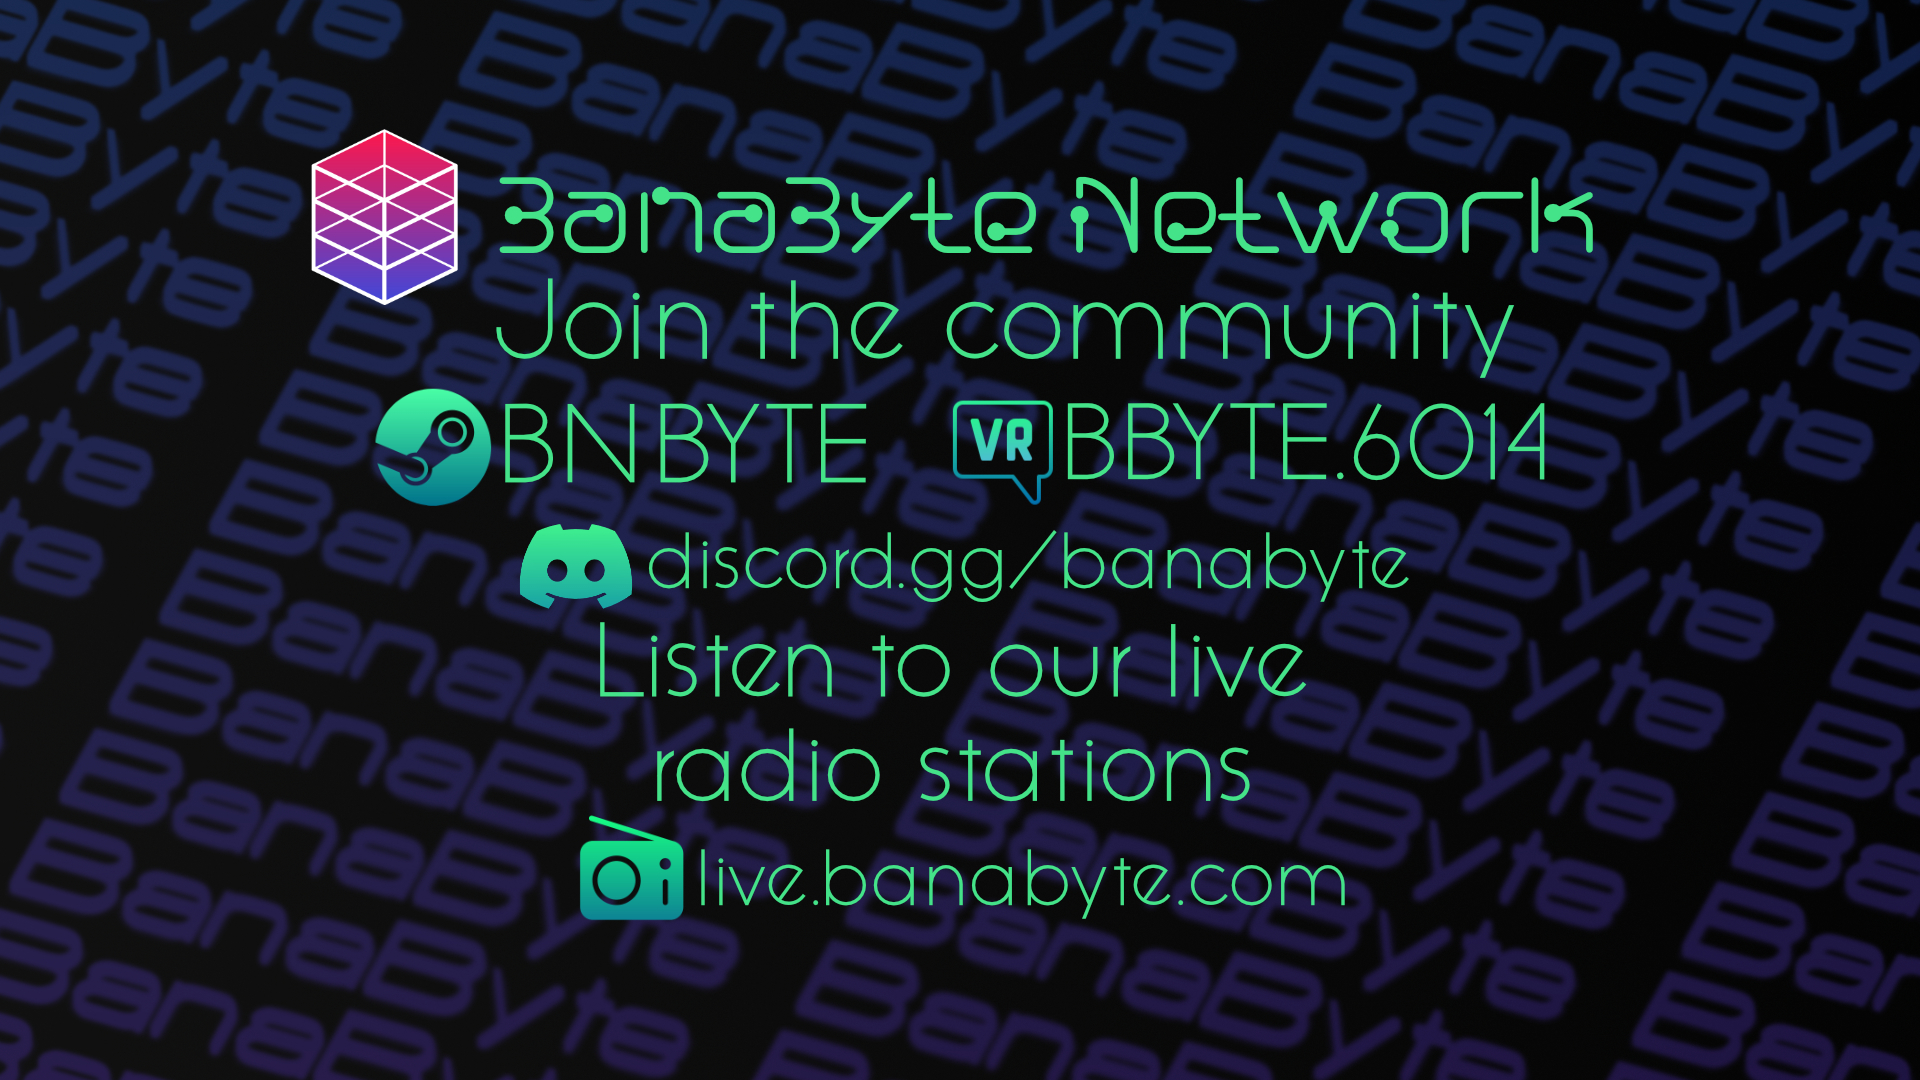 BanaByte Network
Join the community
BNBYTE VR BBYTE.6014
discord.gg/banabyte
Listen to our live
radio stations
live.banabyte.com